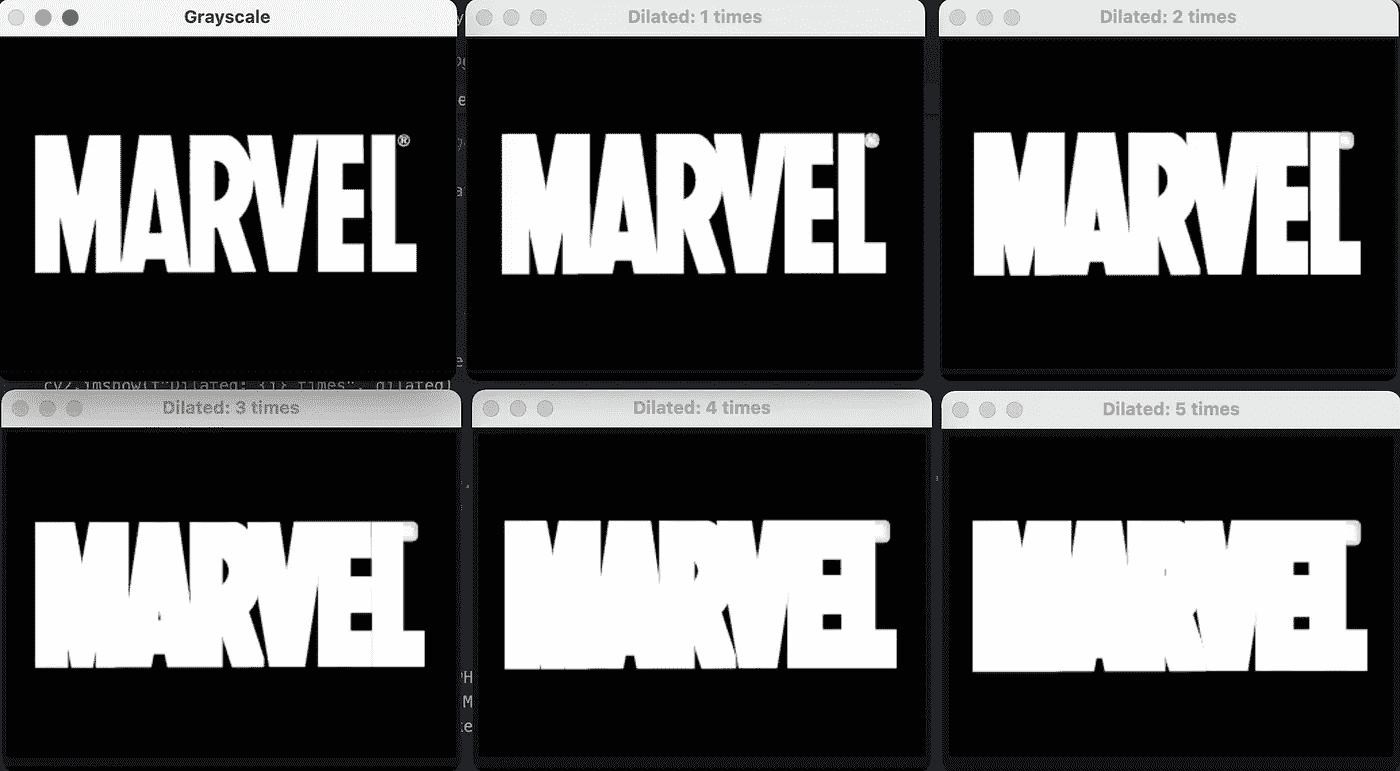 Grayscale
MARVEL®
Dilated: 1 times
MARVEL
Dilated: 2 times
MARVEL
cv2.imshow(f"Dilated: {i} times", dilated)
Dilated: 3 times
MARVEL
Dilated: 4 times
MARVEL
Dilated: 5 times
MARVEL